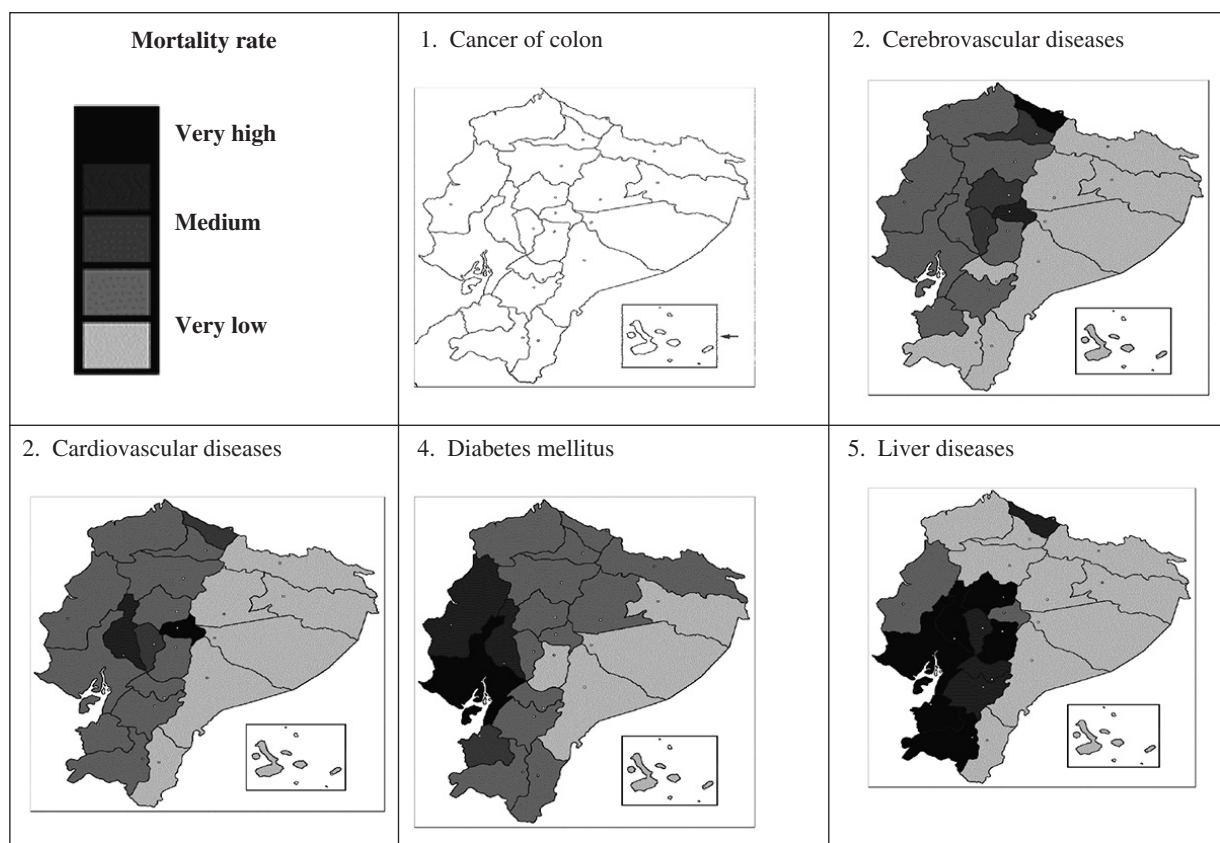 Mortality rate
Very high
Medium
Very low
1. Cancer of colon
2. Cerebrovascular diseases
2. Cardiovascular diseases
4. Diabetes mellitus
5. Liver diseases